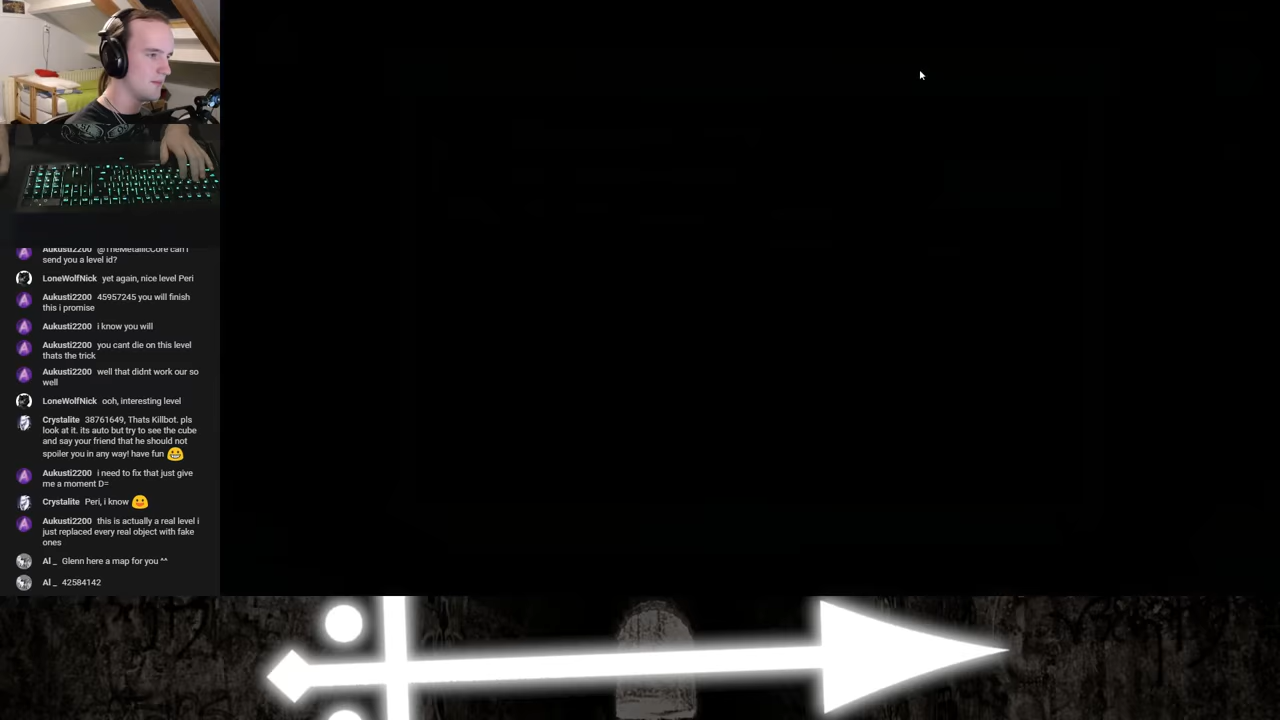 Aukusti2200 @TheMetallicCore can i
send you a level id?
LoneWolfNick yet again, nice level Peri
Aukusti2200 45957245 you will finish
this i promise
Aukusti2200 i know you will
Aukusti2200 you cant die on this level
thats the trick
Aukusti2200 well that didnt work our so
well
LoneWolfNick ooh, interesting level
Crystalite 38761649, Thats Killbot. pls
look at it. its auto but try to see the cube
and say your friend that he should not
spoiler you in any way! have fun
Aukusti2200 i need to fix that just give
me a moment D=
Crystalite Peri, i know
Aukusti2200 this is actually a real level i
just replaced every real object with fake
ones
Al _ Glenn here a map for you ^^
Al _ 42584142